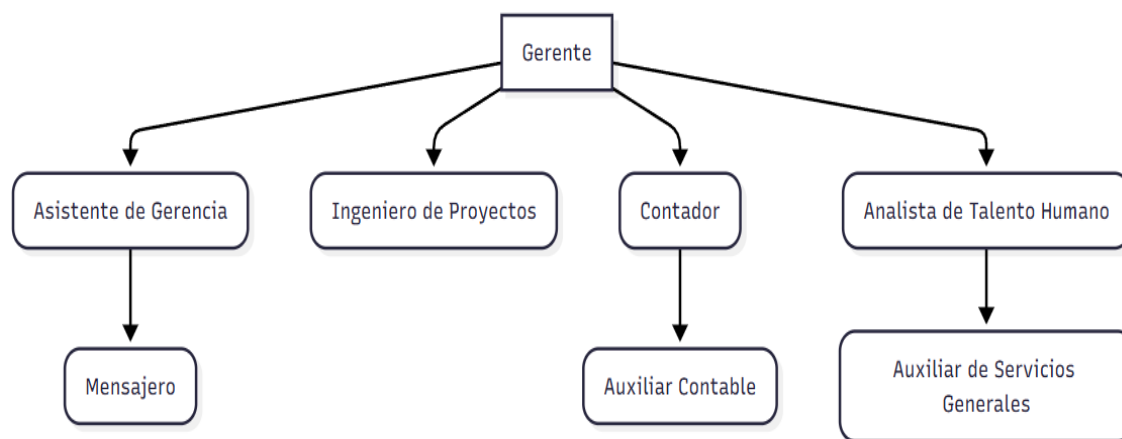 Gerente
Asistente de Gerencia
Ingeniero de Proyectos
Contador
Analista de Talento Humano
Mensajero
Auxiliar Contable
Auxiliar de Servicios
Generales